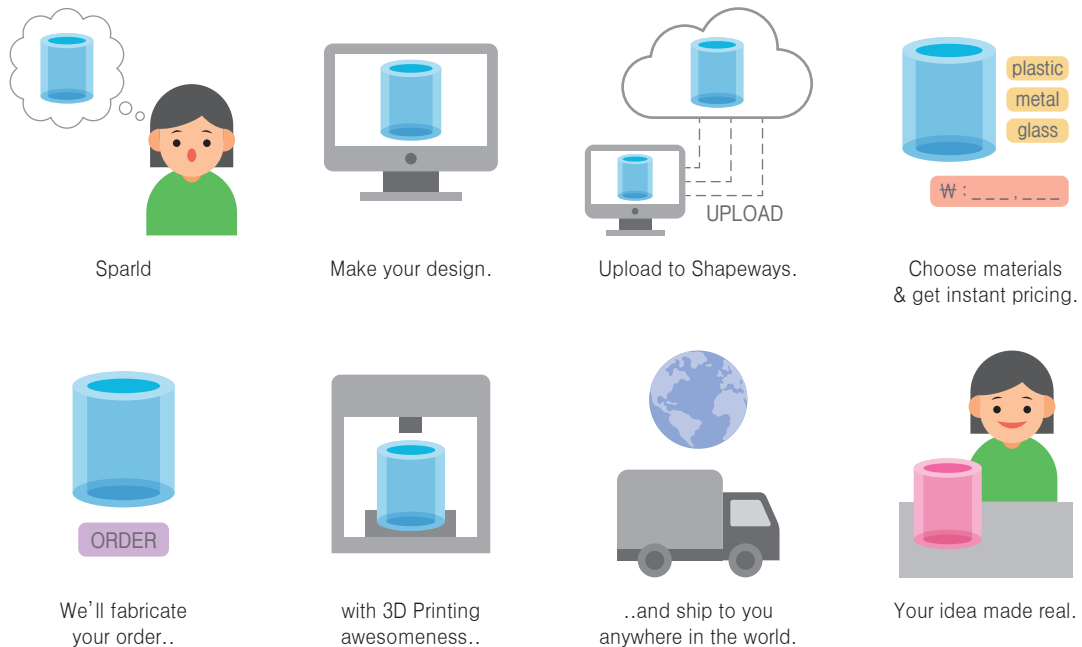 plastic
metal
glass
₩ : _ _ _ , _ _ _
UPLOAD
Sparld
Make your design.
Upload to Shapeways.
Choose materials
& get instant pricing.
ORDER
We'll fabricate
your order..
with 3D Printing
awesomeness..
..and ship to you
anywhere in the world.
Your idea made real.